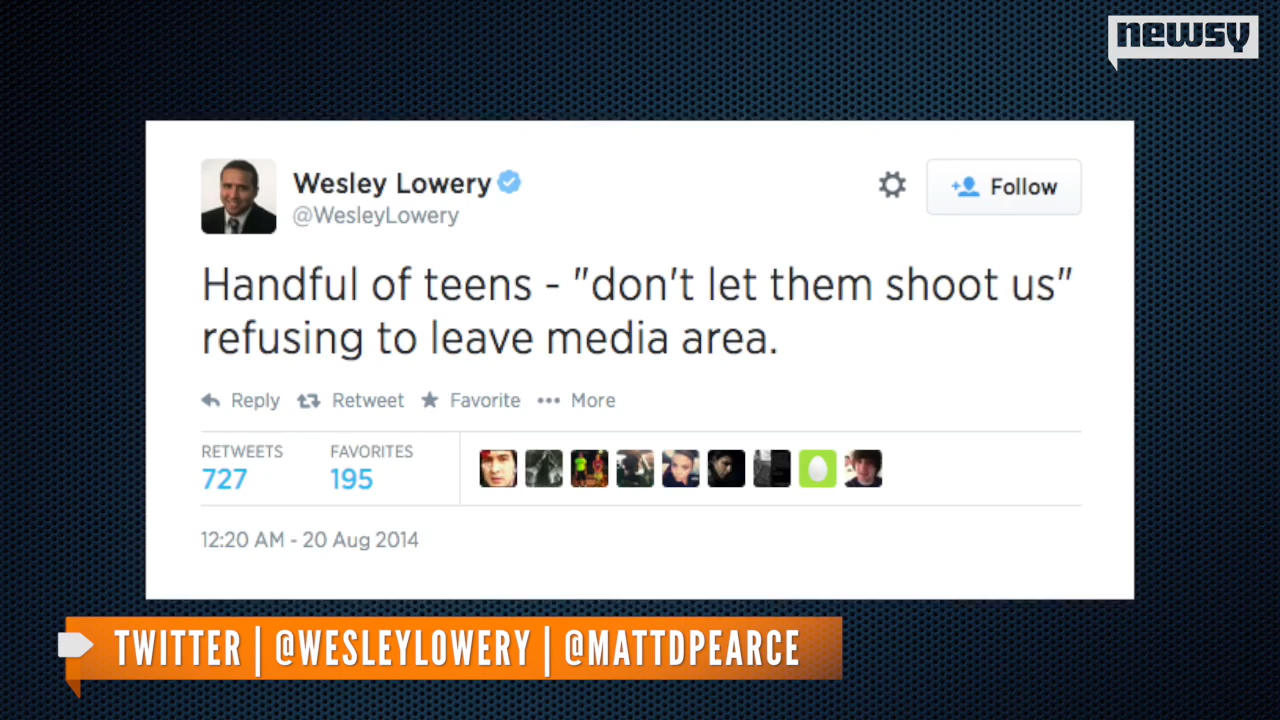 newsy
Wesley Lowery
@WesleyLowery
Follow
Handful of teens - "don't let them shoot us"
refusing to leave media area.
Reply Retweet Favorite More
RETWEETS FAVORITES
727 195
12:20 AM - 20 Aug 2014
TWITTER | @WESLEYLOWERY | @MATTDPEARCE